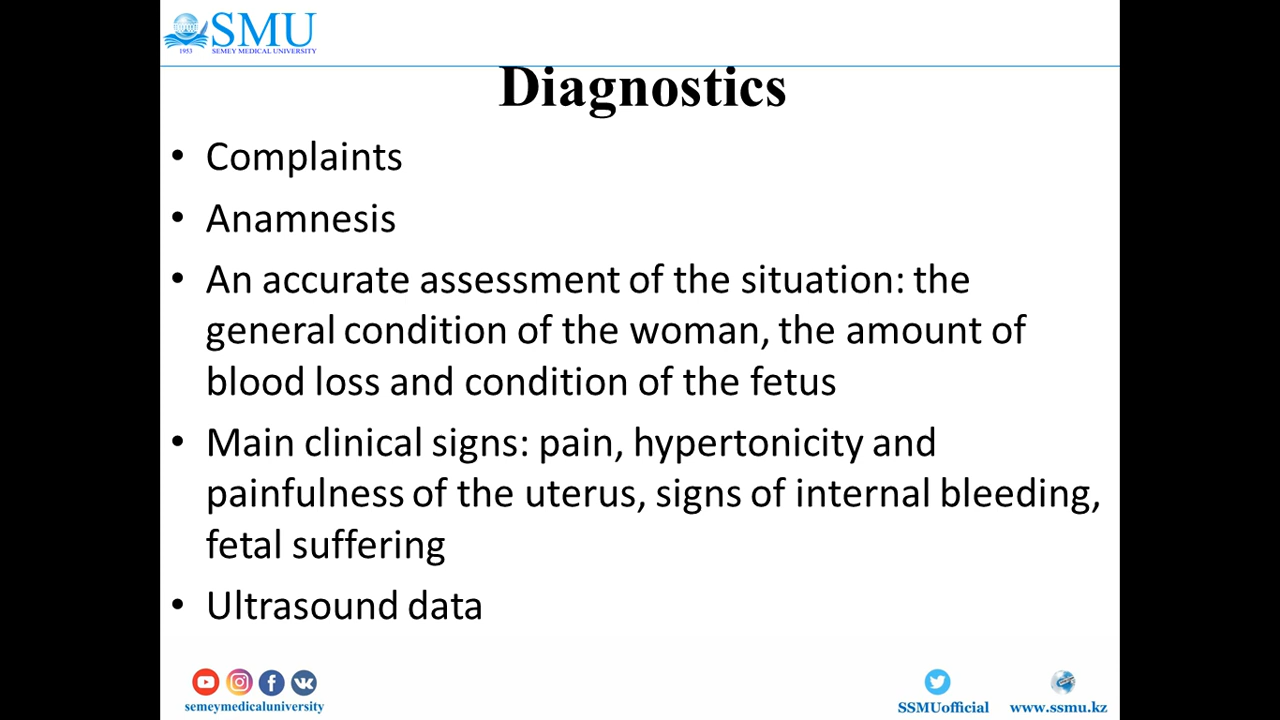 SMU
1953 SEMEY MEDICAL UNIVERSITY
Diagnostics
• Complaints
• Anamnesis
• An accurate assessment of the situation: the
general condition of the woman, the amount of
blood loss and condition of the fetus
• Main clinical signs: pain, hypertonicity and
painfulness of the uterus, signs of internal bleeding,
fetal suffering
• Ultrasound data
semeymedicaluniversity
SSMUofficial
www.ssmu.kz